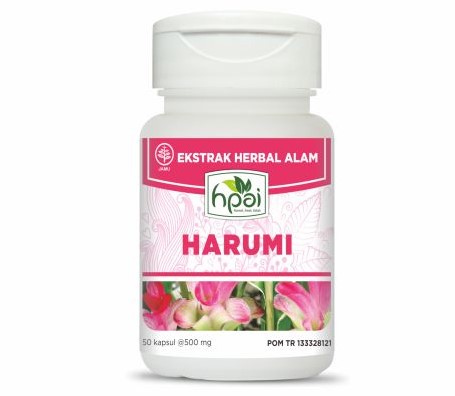 EKSTRAK HERBAL ALAM
JAMU
hpai
HARUMI
50 kapsul @500 mg
POM TR 133328121